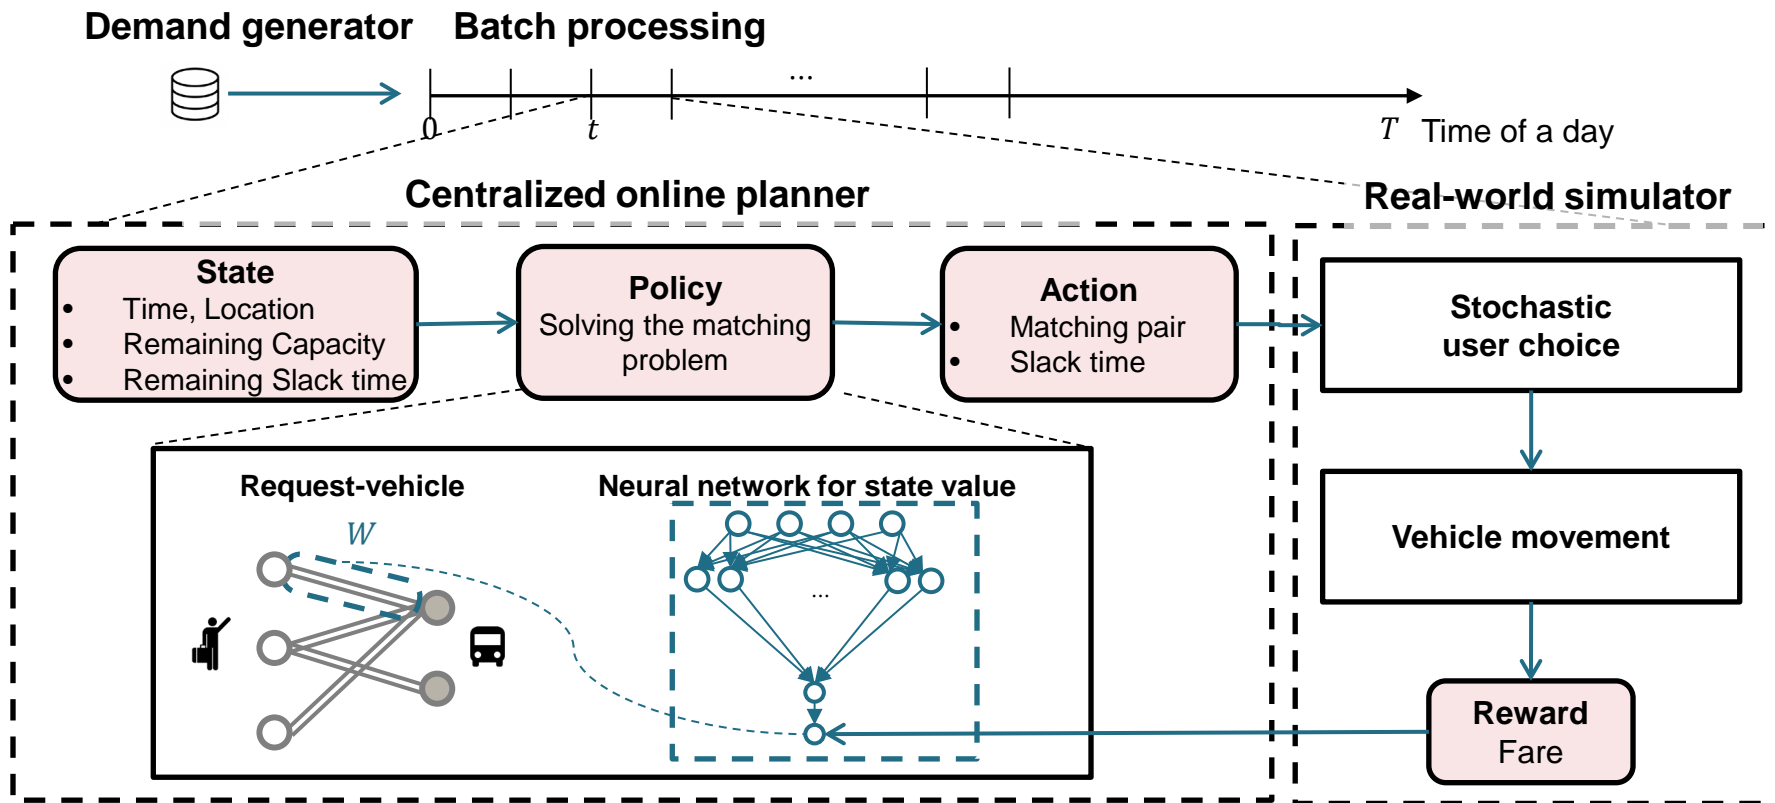 Demand generator
Batch processing
...
0
t
T
Time of a day
Centralized online planner
Real-world simulator
State
• Time, Location
• Remaining Capacity
• Remaining Slack time
Policy
Solving the matching
problem
Action
• Matching pair
• Slack time
Stochastic
user choice
Request-vehicle
W
Neural network for state value
...
Vehicle movement
Reward
Fare